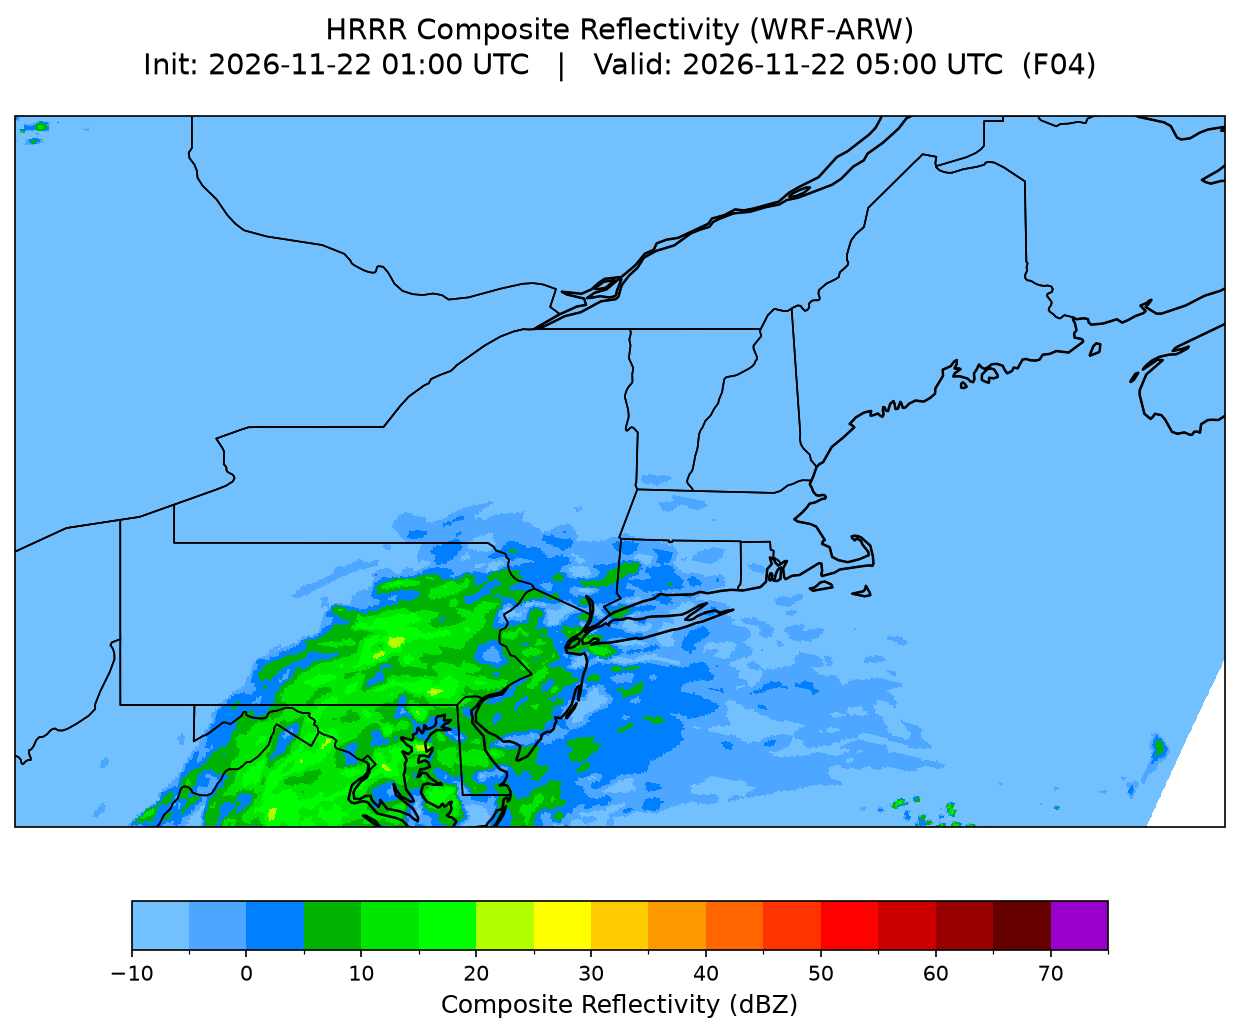 HRRR Composite Reflectivity (WRF-ARW)
Init: 2026-11-22 01:00 UTC   |   Valid: 2026-11-22 05:00 UTC  (F04)
−10 0 10 20 30 40 50 60 70
Composite Reflectivity (dBZ)